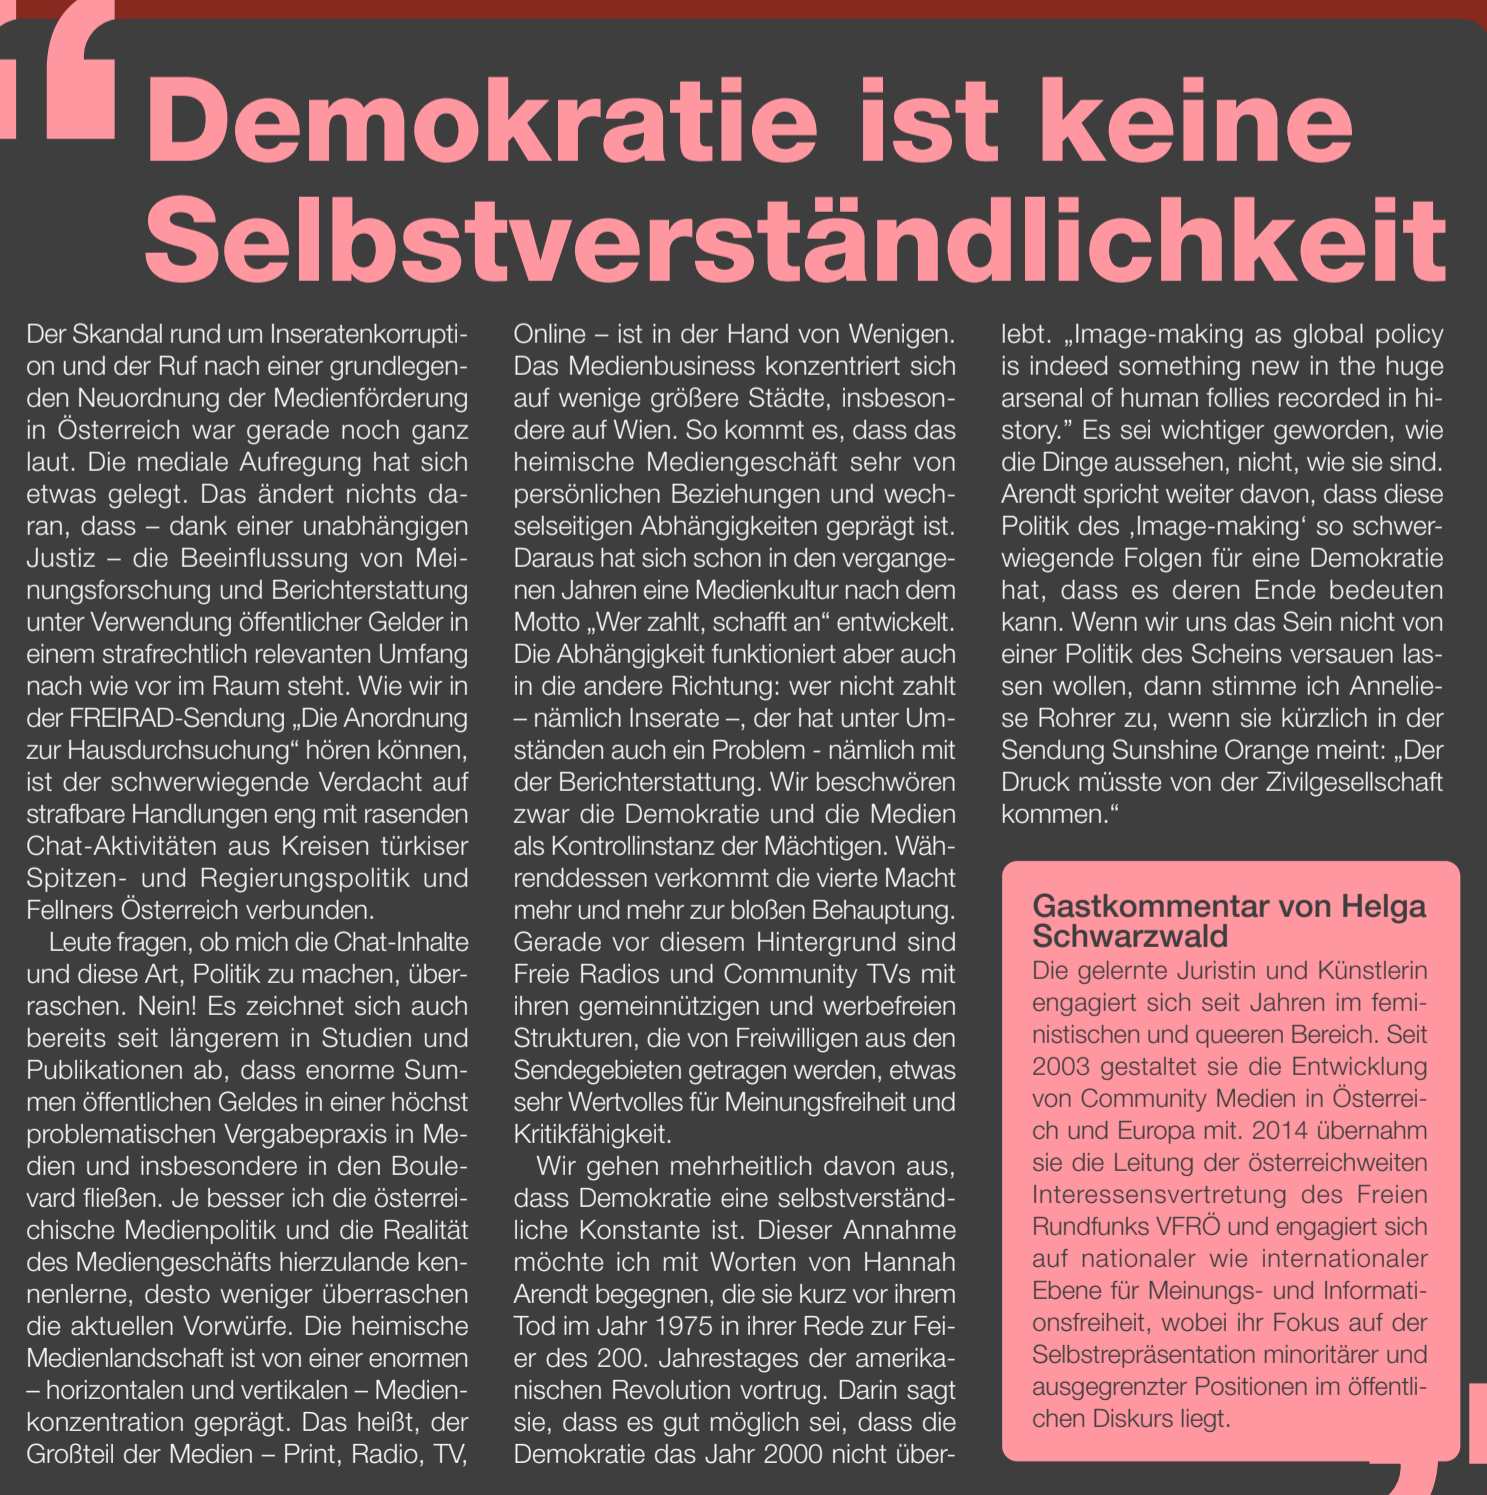 “
Demokratie ist keine
Selbstverständlichkeit
Der Skandal rund um Inseratenkorrupti-
on und der Ruf nach einer grundlegen-
den Neuordnung der Medienförderung
in Österreich war gerade noch ganz
laut. Die mediale Aufregung hat sich
etwas gelegt. Das ändert nichts da-
ran, dass – dank einer unabhängigen
Justiz – die Beeinflussung von Mei-
nungsforschung und Berichterstattung
unter Verwendung öffentlicher Gelder in
einem strafrechtlich relevanten Umfang
nach wie vor im Raum steht. Wie wir in
der FREIRAD-Sendung „Die Anordnung
zur Hausdurchsuchung“ hören können,
ist der schwerwiegende Verdacht auf
strafbare Handlungen eng mit rasenden
Chat-Aktivitäten aus Kreisen türkiser
Spitzen- und Regierungspolitik und
Fellners Österreich verbunden.
Leute fragen, ob mich die Chat-Inhalte
und diese Art, Politik zu machen, über-
raschen. Nein! Es zeichnet sich auch
bereits seit längerem in Studien und
Publikationen ab, dass enorme Sum-
men öffentlichen Geldes in einer höchst
problematischen Vergabepraxis in Me-
dien und insbesondere in den Boule-
vard fließen. Je besser ich die österrei-
chische Medienpolitik und die Realität
des Mediengeschäfts hierzulande ken-
nenlerne, desto weniger überraschen
die aktuellen Vorwürfe. Die heimische
Medienlandschaft ist von einer enormen
– horizontalen und vertikalen – Medien-
konzentration geprägt. Das heißt, der
Großteil der Medien – Print, Radio, TV,
Online – ist in der Hand von Wenigen.
Das Medienbusiness konzentriert sich
auf wenige größere Städte, insbeson-
dere auf Wien. So kommt es, dass das
heimische Mediengeschäft sehr von
persönlichen Beziehungen und wech-
selseitigen Abhängigkeiten geprägt ist.
Daraus hat sich schon in den vergange-
nen Jahren eine Medienkultur nach dem
Motto „Wer zahlt, schafft an“ entwickelt.
Die Abhängigkeit funktioniert aber auch
in die andere Richtung: wer nicht zahlt
– nämlich Inserate –, der hat unter Um-
ständen auch ein Problem - nämlich mit
der Berichterstattung. Wir beschwören
zwar die Demokratie und die Medien
als Kontrollinstanz der Mächtigen. Wäh-
renddessen verkommt die vierte Macht
mehr und mehr zur bloßen Behauptung.
Gerade vor diesem Hintergrund sind
Freie Radios und Community TVs mit
ihren gemeinnützigen und werbefreien
Strukturen, die von Freiwilligen aus den
Sendegebieten getragen werden, etwas
sehr Wertvolles für Meinungsfreiheit und
Kritikfähigkeit.
Wir gehen mehrheitlich davon aus,
dass Demokratie eine selbstverständ-
liche Konstante ist. Dieser Annahme
möchte ich mit Worten von Hannah
Arendt begegnen, die sie kurz vor ihrem
Tod im Jahr 1975 in ihrer Rede zur Fei-
er des 200. Jahrestages der amerika-
nischen Revolution vortrug. Darin sagt
sie, dass es gut möglich sei, dass die
Demokratie das Jahr 2000 nicht über-
lebt. „Image-making as global policy
is indeed something new in the huge
arsenal of human follies recorded in hi-
story.” Es sei wichtiger geworden, wie
die Dinge aussehen, nicht, wie sie sind.
Arendt spricht weiter davon, dass diese
Politik des ‚Image-making‘ so schwer-
wiegende Folgen für eine Demokratie
hat, dass es deren Ende bedeuten
kann. Wenn wir uns das Sein nicht von
einer Politik des Scheins versauen las-
sen wollen, dann stimme ich Annelie-
se Rohrer zu, wenn sie kürzlich in der
Sendung Sunshine Orange meint: „Der
Druck müsste von der Zivilgesellschaft
kommen.“
Gastkommentar von Helga
Schwarzwald
Die gelernte Juristin und Künstlerin
engagiert sich seit Jahren im femi-
nistischen und queeren Bereich. Seit
2003 gestaltet sie die Entwicklung
von Community Medien in Österrei-
ch und Europa mit. 2014 übernahm
sie die Leitung der österreichweiten
Interessensvertretung des Freien
Rundfunks VFRÖ und engagiert sich
auf nationaler wie internationaler
Ebene für Meinungs- und Informati-
onsfreiheit, wobei ihr Fokus auf der
Selbstrepräsentation minoritärer und
ausgegrenzter Positionen im öffentli-
chen Diskurs liegt.